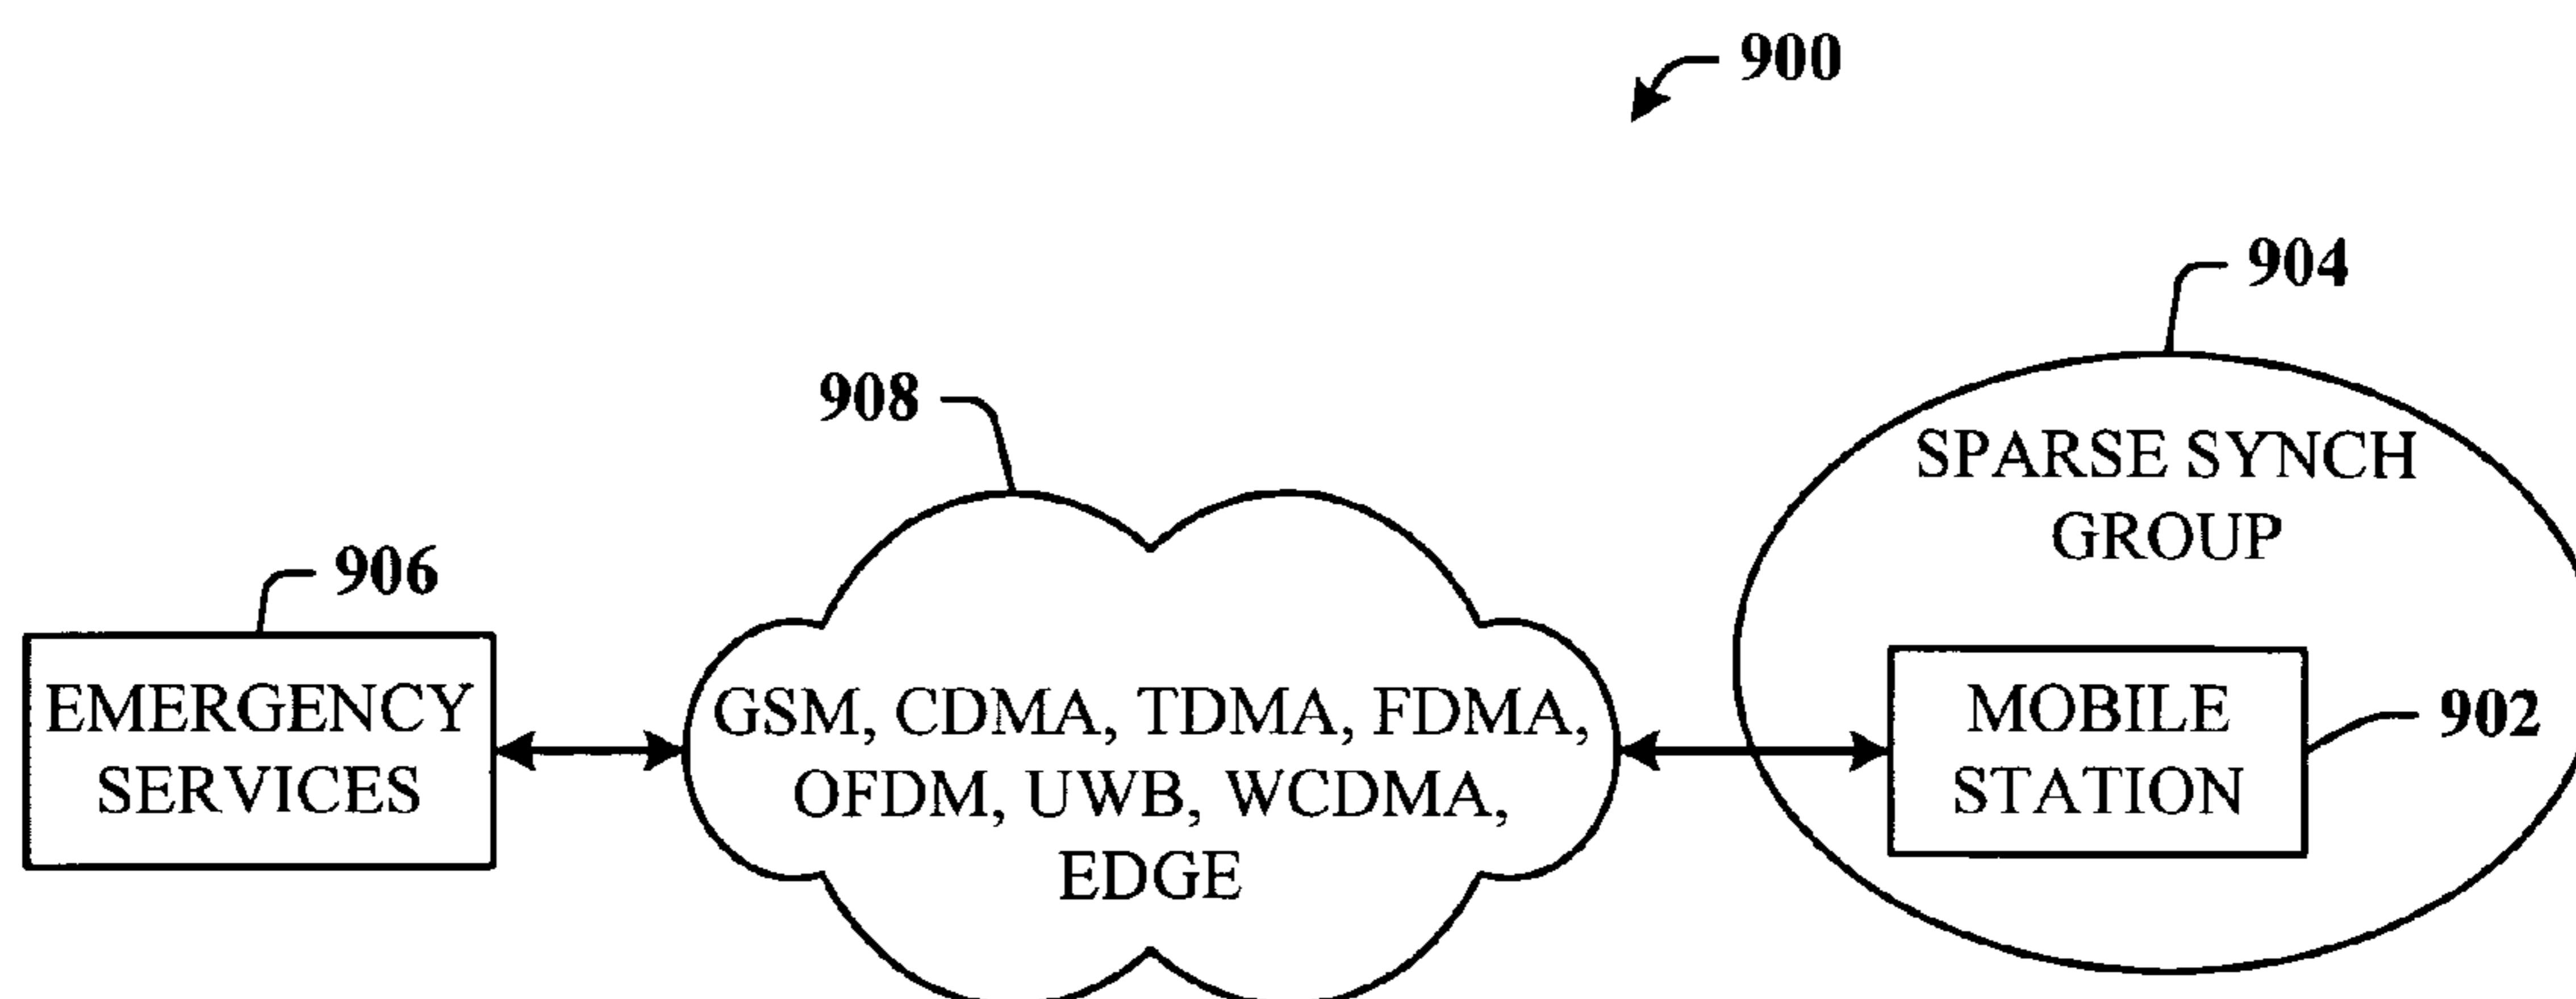 900
904
SPARSE SYNCH
GROUP
908
906
EMERGENCY
SERVICES
GSM, CDMA, TDMA, FDMA,
OFDM, UWB, WCDMA,
EDGE
MOBILE
STATION
902